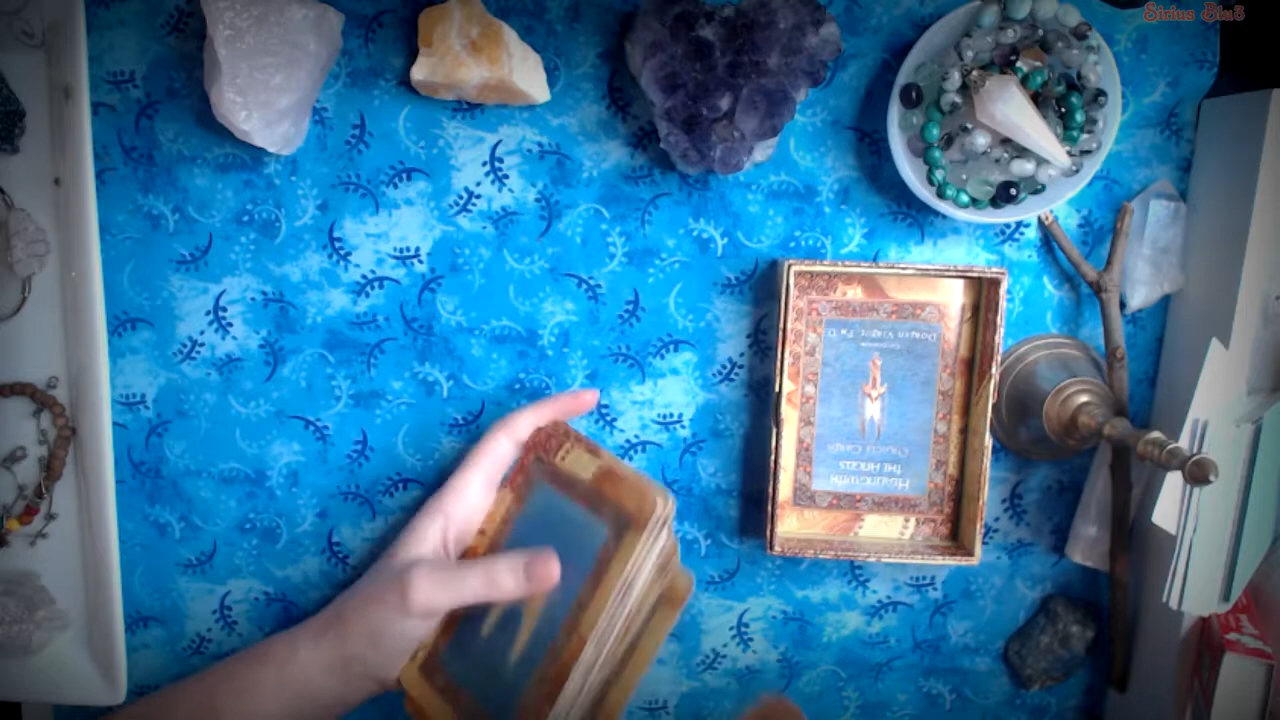 Sirius Blu3
HEALING WITH
THE ANGELS
ORACLE CARDS
DOREEN VIRTUE, PH.D.